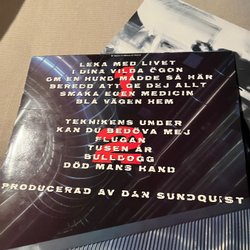 LEKA MED LIVET
I DINA VILDA ÖGON
OM EN HUND MÅDDE SÅ HÄR
BEREDD ATT GE DEJ ALLT
SMAKA EGEN MEDICIN
BLÅ VÄGEN HEM
TEKNIKENS UNDER
KAN DU BEDÖVA MEJ
FLUGAN
TUSEN ÅR
BULLDOGG
DÖD MANS HAND
PRODUCERAD AV DAN SUNDQUIST